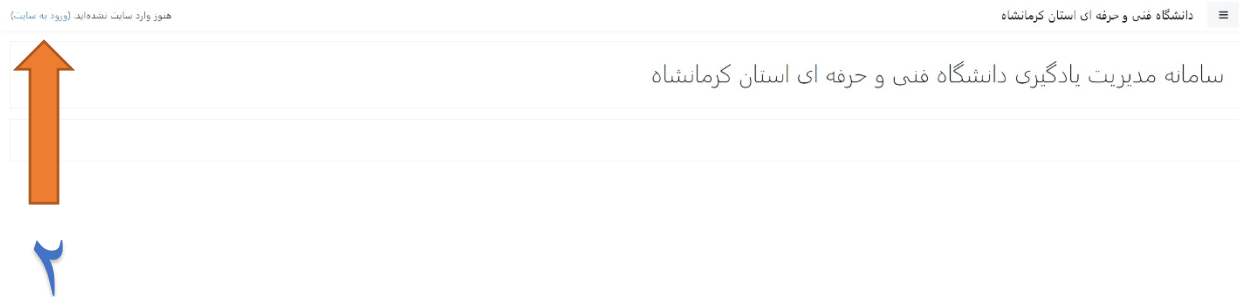 دانشگاه فنی و حرفه ای استان کرمانشاه
هنوز وارد سایت نشده‌اید. (ورود به سایت)
سامانه مدیریت یادگیری دانشگاه فنی و حرفه ای استان کرمانشاه
۲